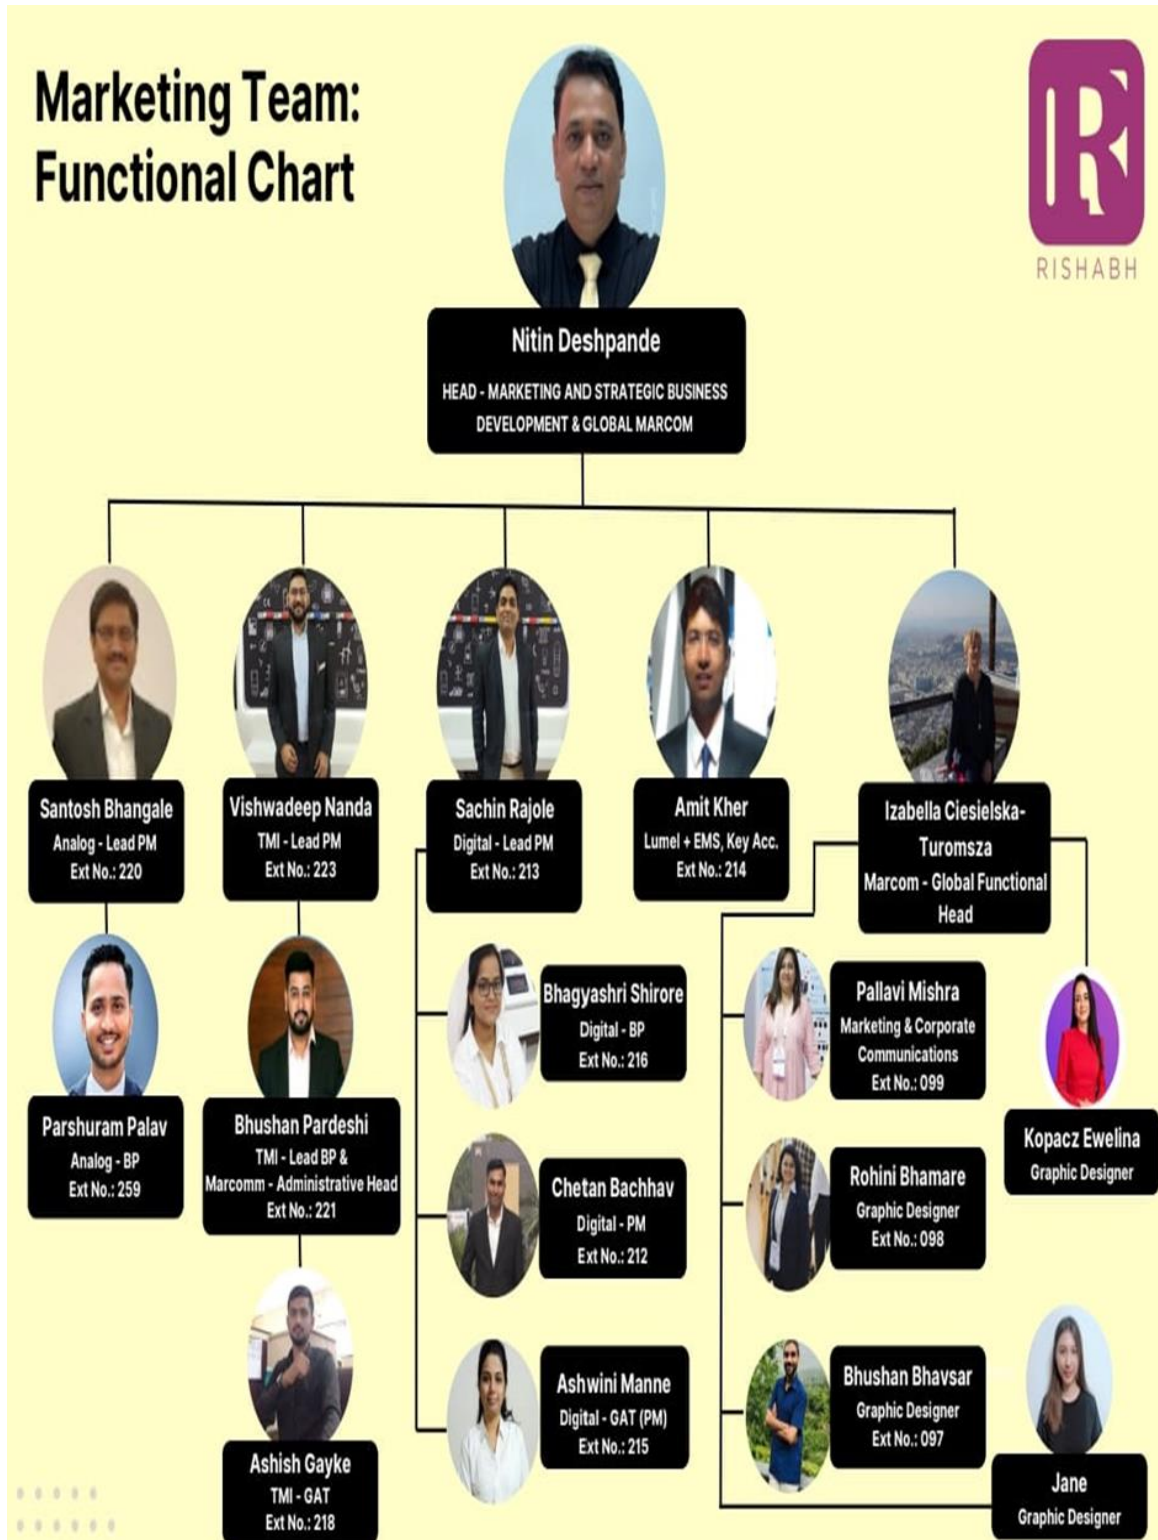 Marketing Team:
Functional Chart
RISHABH
Nitin Deshpande
HEAD - MARKETING AND STRATEGIC BUSINESS
DEVELOPMENT & GLOBAL MARCOM
Santosh Bhangale
Analog - Lead PM
Ext No.: 220
Vishwadeep Nanda
TMI - Lead PM
Ext No.: 223
Sachin Rajole
Digital - Lead PM
Ext No.: 213
Amit Kher
Lumel + EMS, Key Acc.
Ext No.: 214
Izabella Ciesielska-
Turomsza
Marcom - Global Functional
Head
Parshuram Palav
Analog - BP
Ext No.: 259
Bhushan Pardeshi
TMI - Lead BP &
Marcomm - Administrative Head
Ext No.: 221
Ashish Gayke
TMI - GAT
Ext No.: 218
Bhagyashri Shirore
Digital - BP
Ext No.: 216
Chetan Bachhav
Digital - PM
Ext No.: 212
Ashwini Manne
Digital - GAT (PM)
Ext No.: 215
Pallavi Mishra
Marketing & Corporate
Communications
Ext No.: 099
Rohini Bhamare
Graphic Designer
Ext No.: 098
Bhushan Bhavsar
Graphic Designer
Ext No.: 097
Kopacz Ewelina
Graphic Designer
Jane
Graphic Designer